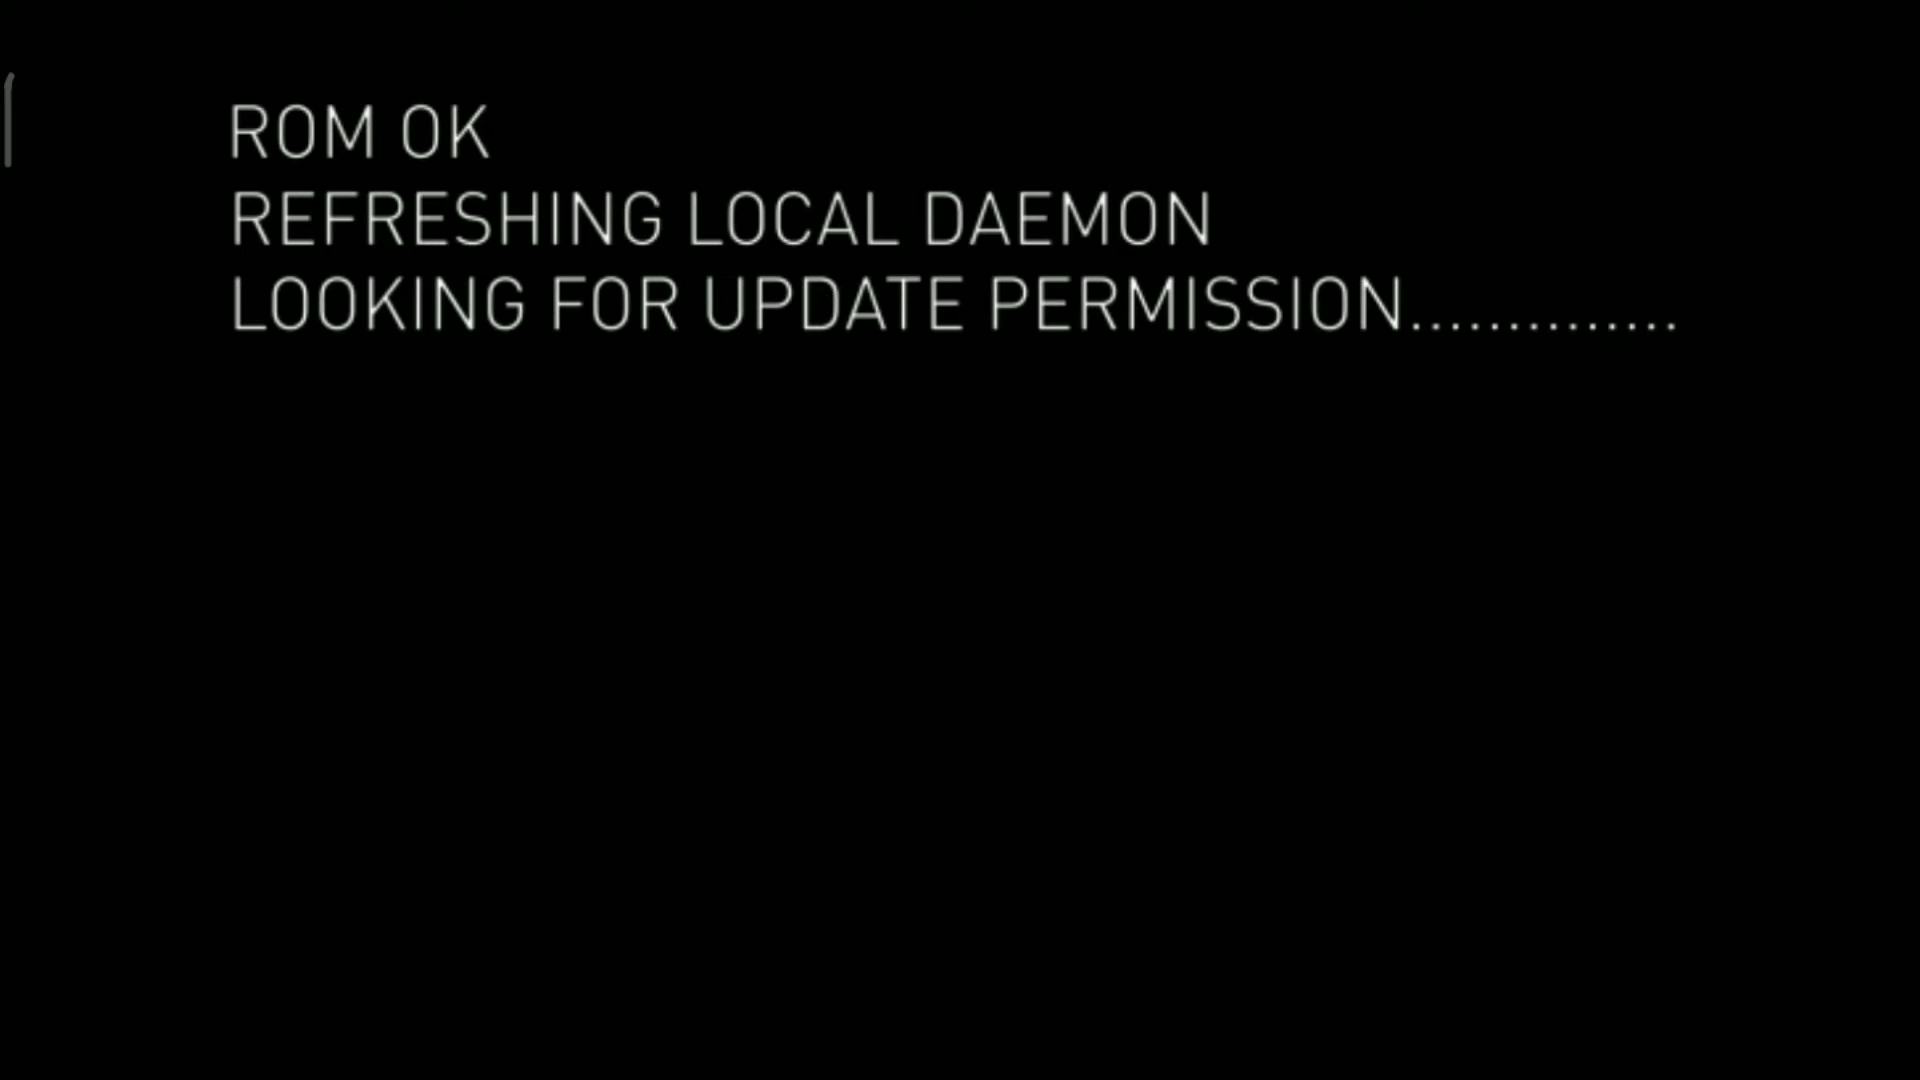 ROM OK
REFRESHING LOCAL DAEMON
LOOKING FOR UPDATE PERMISSION..............